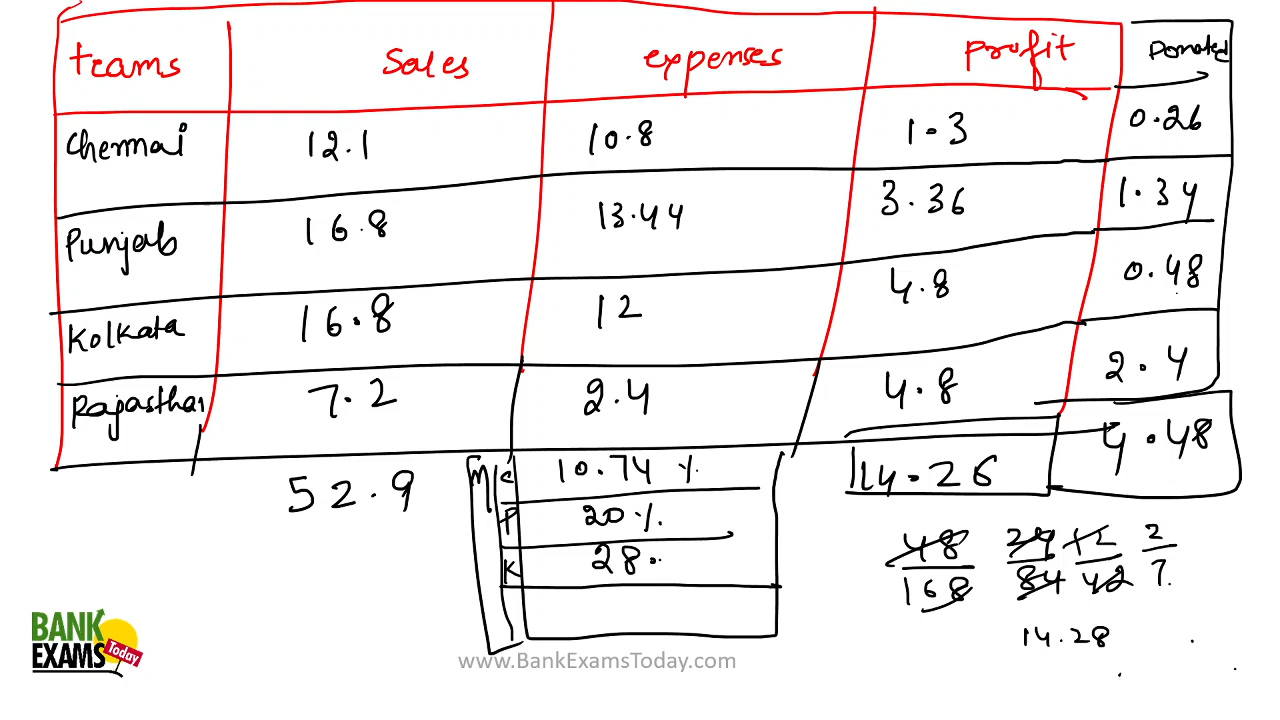 Teams Sales expenses Profit Donated
Chennai 12.1 10.8 1.3 0.26
Punjab 16.8 13.44 3.36 1.34
Kolkata 16.8 12 4.8 0.48
Rajasthan 7.2 2.4 4.8 2.4
52.9 14.26 4.48
C 10.74 %
P 20 %
K 28.
48/168 24/84 12/42 2/7
14.28
BANK
EXAMS Today
www.BankExamsToday.com